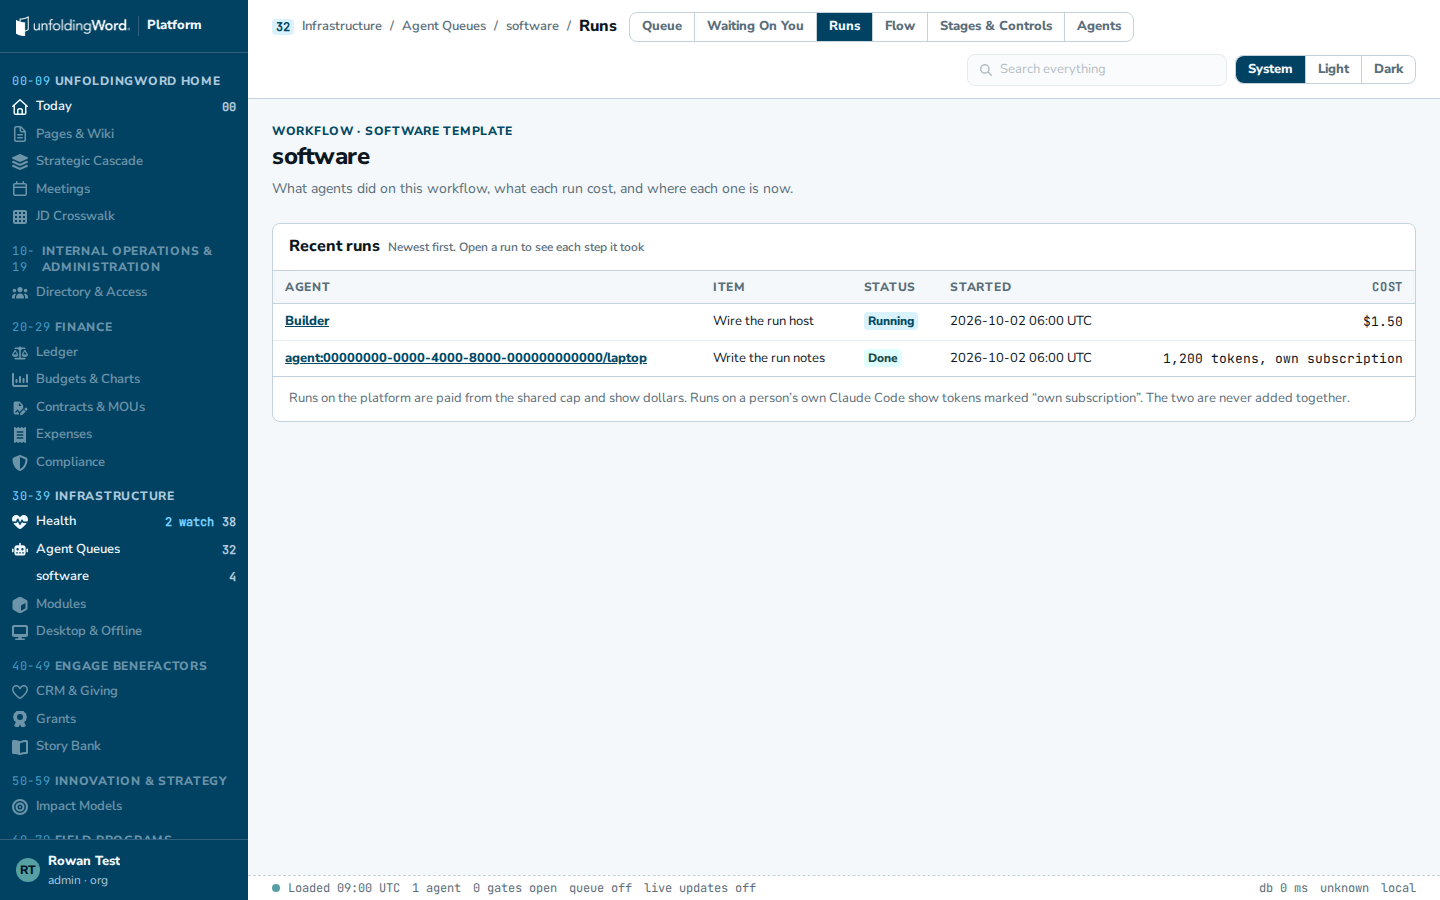 unfoldingWord Platform
00-09 UNFOLDINGWORD HOME
Today 00
Pages & Wiki
Strategic Cascade
Meetings
JD Crosswalk
10-19 INTERNAL OPERATIONS & ADMINISTRATION
Directory & Access
20-29 FINANCE
Ledger
Budgets & Charts
Contracts & MOUs
Expenses
Compliance
30-39 INFRASTRUCTURE
Health 2 watch 38
Agent Queues 32
software 4
Modules
Desktop & Offline
40-49 ENGAGE BENEFACTORS
CRM & Giving
Grants
Story Bank
50-59 INNOVATION & STRATEGY
Impact Models
RT Rowan Test
admin · org
32 Infrastructure / Agent Queues / software / Runs
Queue Waiting On You Runs Flow Stages & Controls Agents
Search everything
System Light Dark
WORKFLOW · SOFTWARE TEMPLATE
software
What agents did on this workflow, what each run cost, and where each one is now.
Recent runs Newest first. Open a run to see each step it took
AGENT ITEM STATUS STARTED COST
Builder Wire the run host Running 2026-10-02 06:00 UTC $1.50
agent:00000000-0000-4000-8000-000000000000/laptop Write the run notes Done 2026-10-02 06:00 UTC 1,200 tokens, own subscription
Runs on the platform are paid from the shared cap and show dollars. Runs on a person's own Claude Code show tokens marked “own subscription”. The two are never added together.
Loaded 09:00 UTC 1 agent 0 gates open queue off live updates off
db 0 ms unknown local